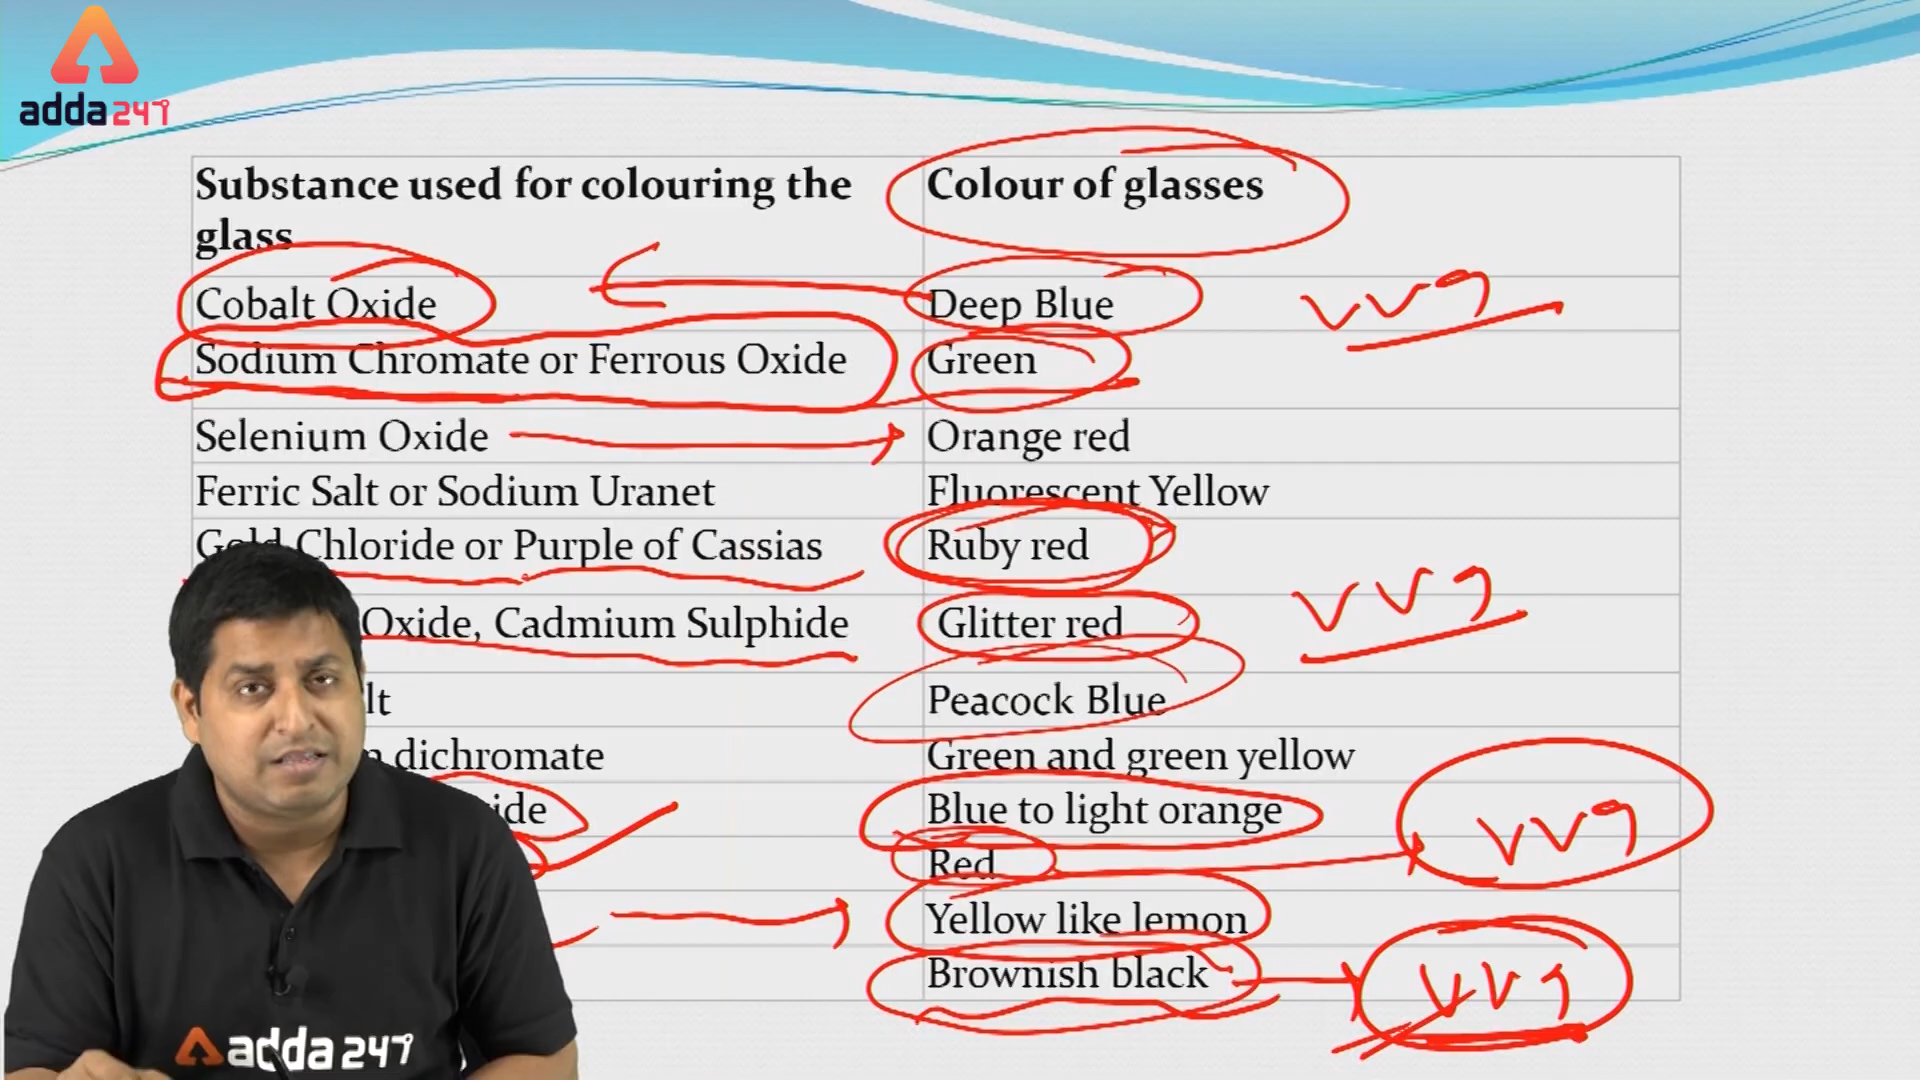 adda247
Substance used for colouring the glass
Colour of glasses
Cobalt Oxide
Deep Blue
Sodium Chromate or Ferrous Oxide
Green
Selenium Oxide
Orange red
Ferric Salt or Sodium Uranet
Fluorescent Yellow
Gold Chloride or Purple of Cassias
Ruby red
Oxide, Cadmium Sulphide
Glitter red
Peacock Blue
dichromate
Green and green yellow
Blue to light orange
Red
Yellow like lemon
Brownish black
adda247